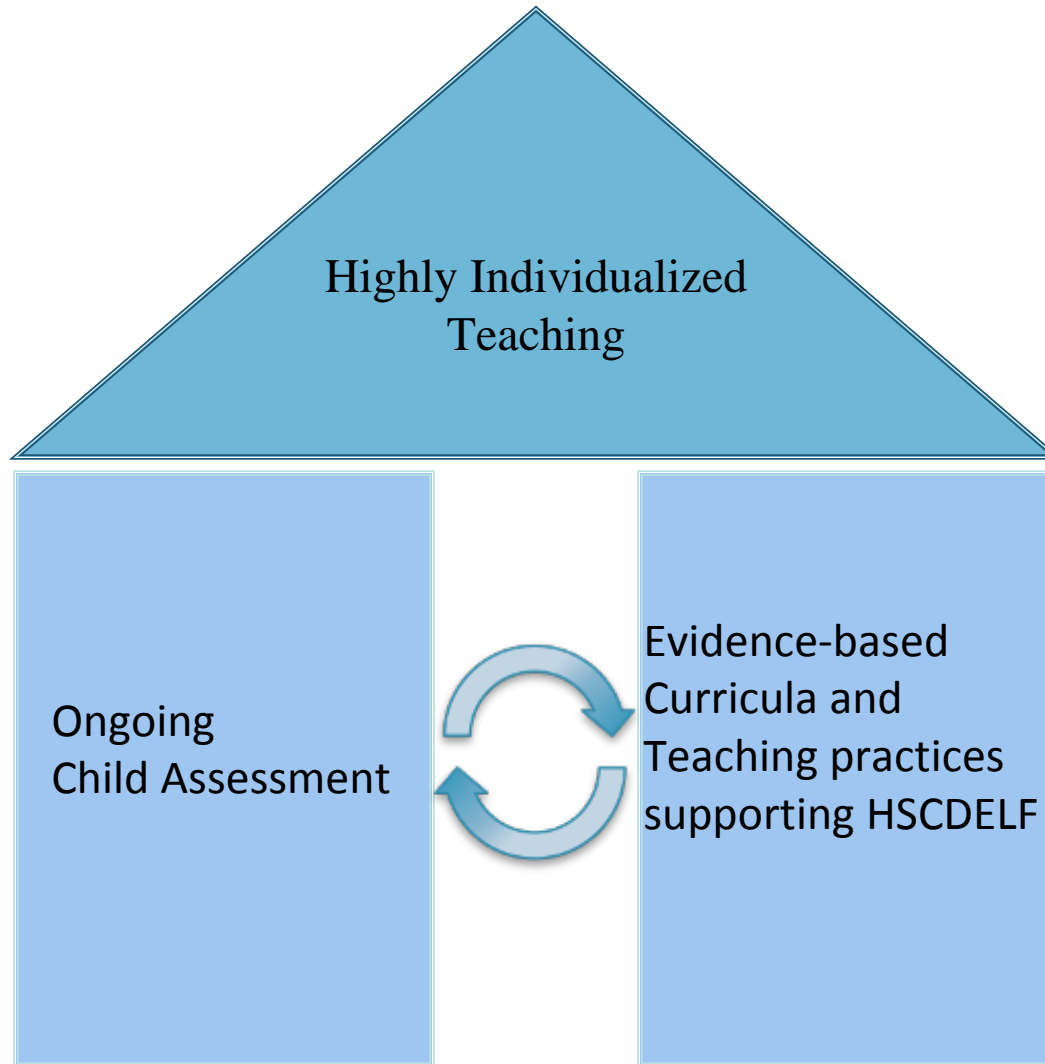 Highly Individualized
Teaching
Ongoing
Child Assessment
Evidence-based
Curricula and
Teaching practices
supporting HSCDELF